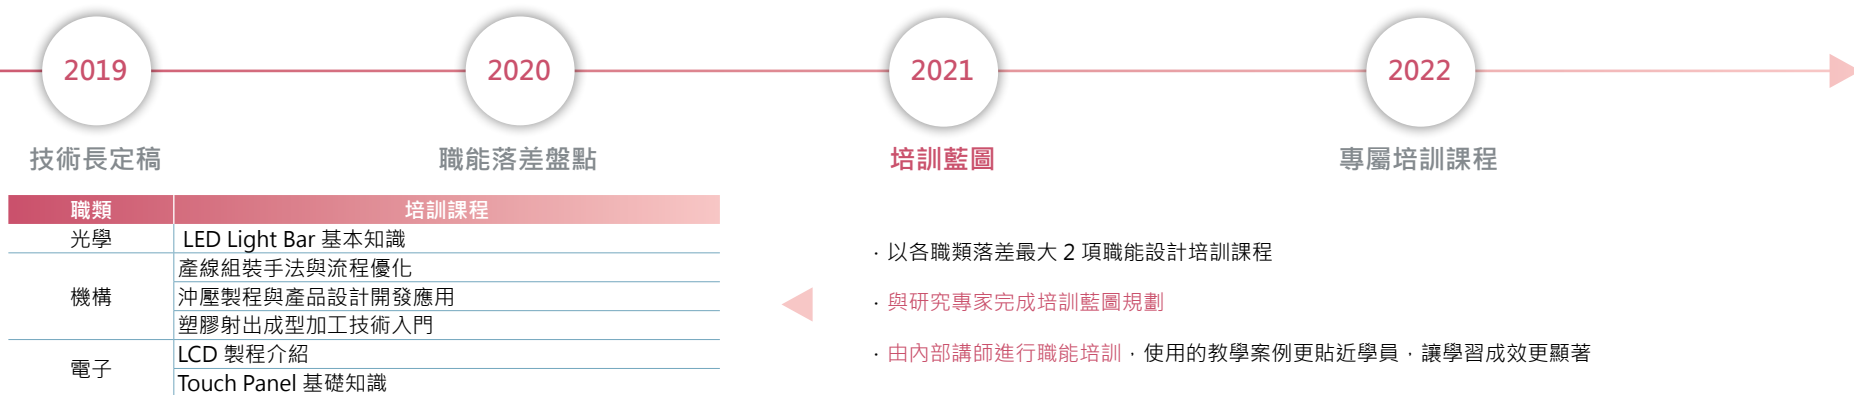 2019
2020
2021
2022
技術長定稿
職能落差盤點
培訓藍圖
專屬培訓課程
職類 培訓課程
光學 LED Light Bar 基本知識
機構
產線組裝手法與流程優化
沖壓製程與產品設計開發應用
塑膠射出成型加工技術入門
電子
LCD 製程介紹
Touch Panel 基礎知識
．以各職類落差最大 2 項職能設計培訓課程
．與研究專家完成培訓藍圖規劃
．由內部講師進行職能培訓，使用的教學案例更貼近學員，讓學習成效更顯著